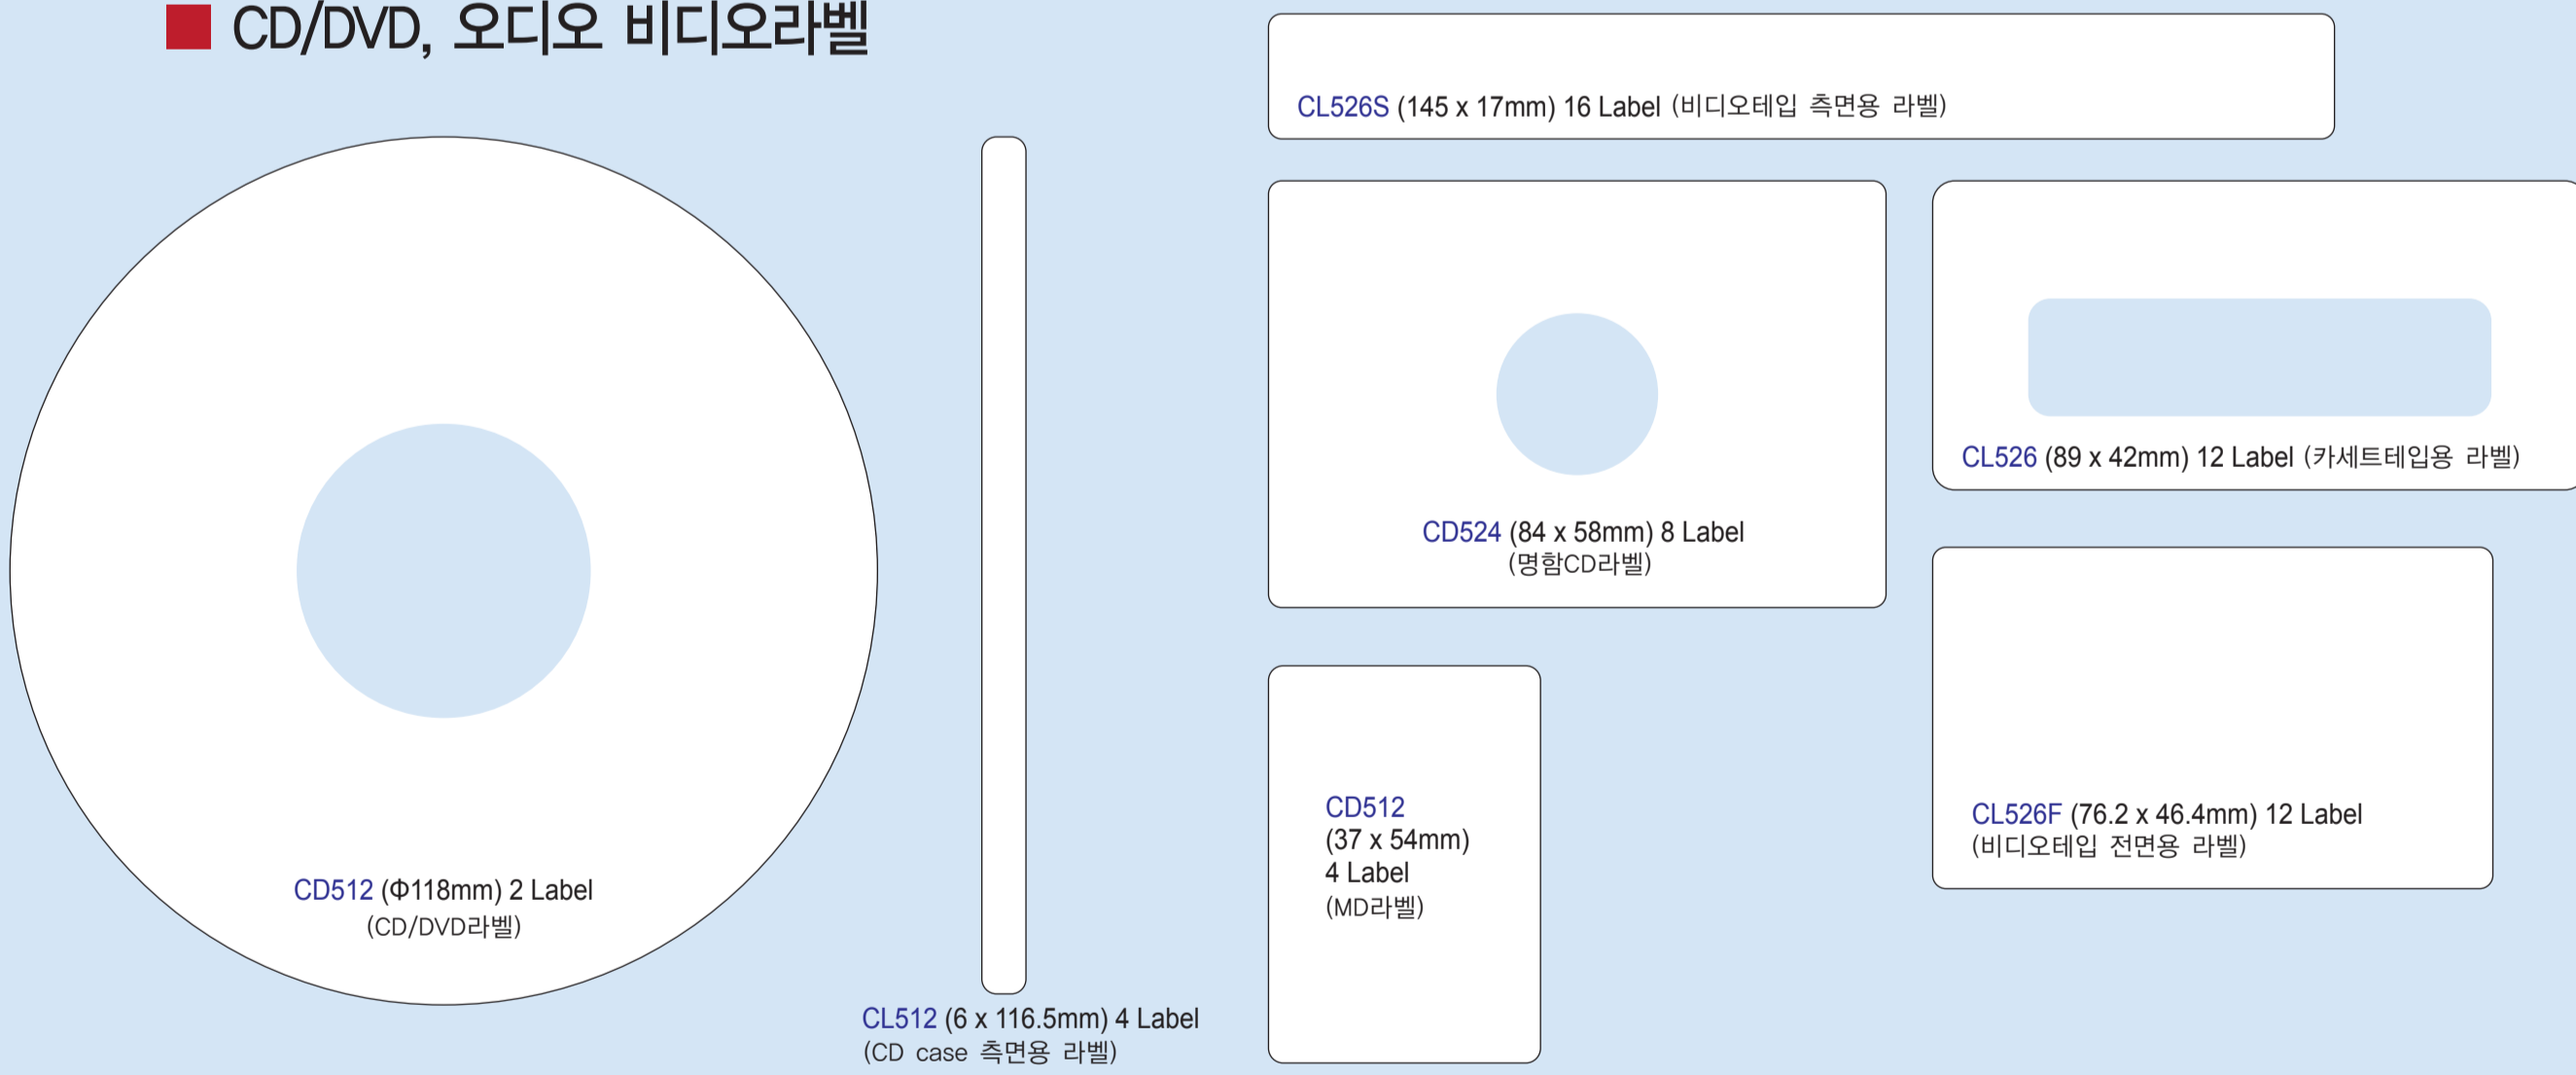 CD/DVD, 오디오 비디오라벨
CL526S (145 x 17mm) 16 Label (비디오테입 측면용 라벨)
CD512 (Φ118mm) 2 Label
(CD/DVD라벨)
CL512 (6 x 116.5mm) 4 Label
(CD case 측면용 라벨)
CD524 (84 x 58mm) 8 Label
(명함CD라벨)
CL526 (89 x 42mm) 12 Label (카세트테입용 라벨)
CD512
(37 x 54mm)
4 Label
(MD라벨)
CL526F (76.2 x 46.4mm) 12 Label
(비디오테입 전면용 라벨)